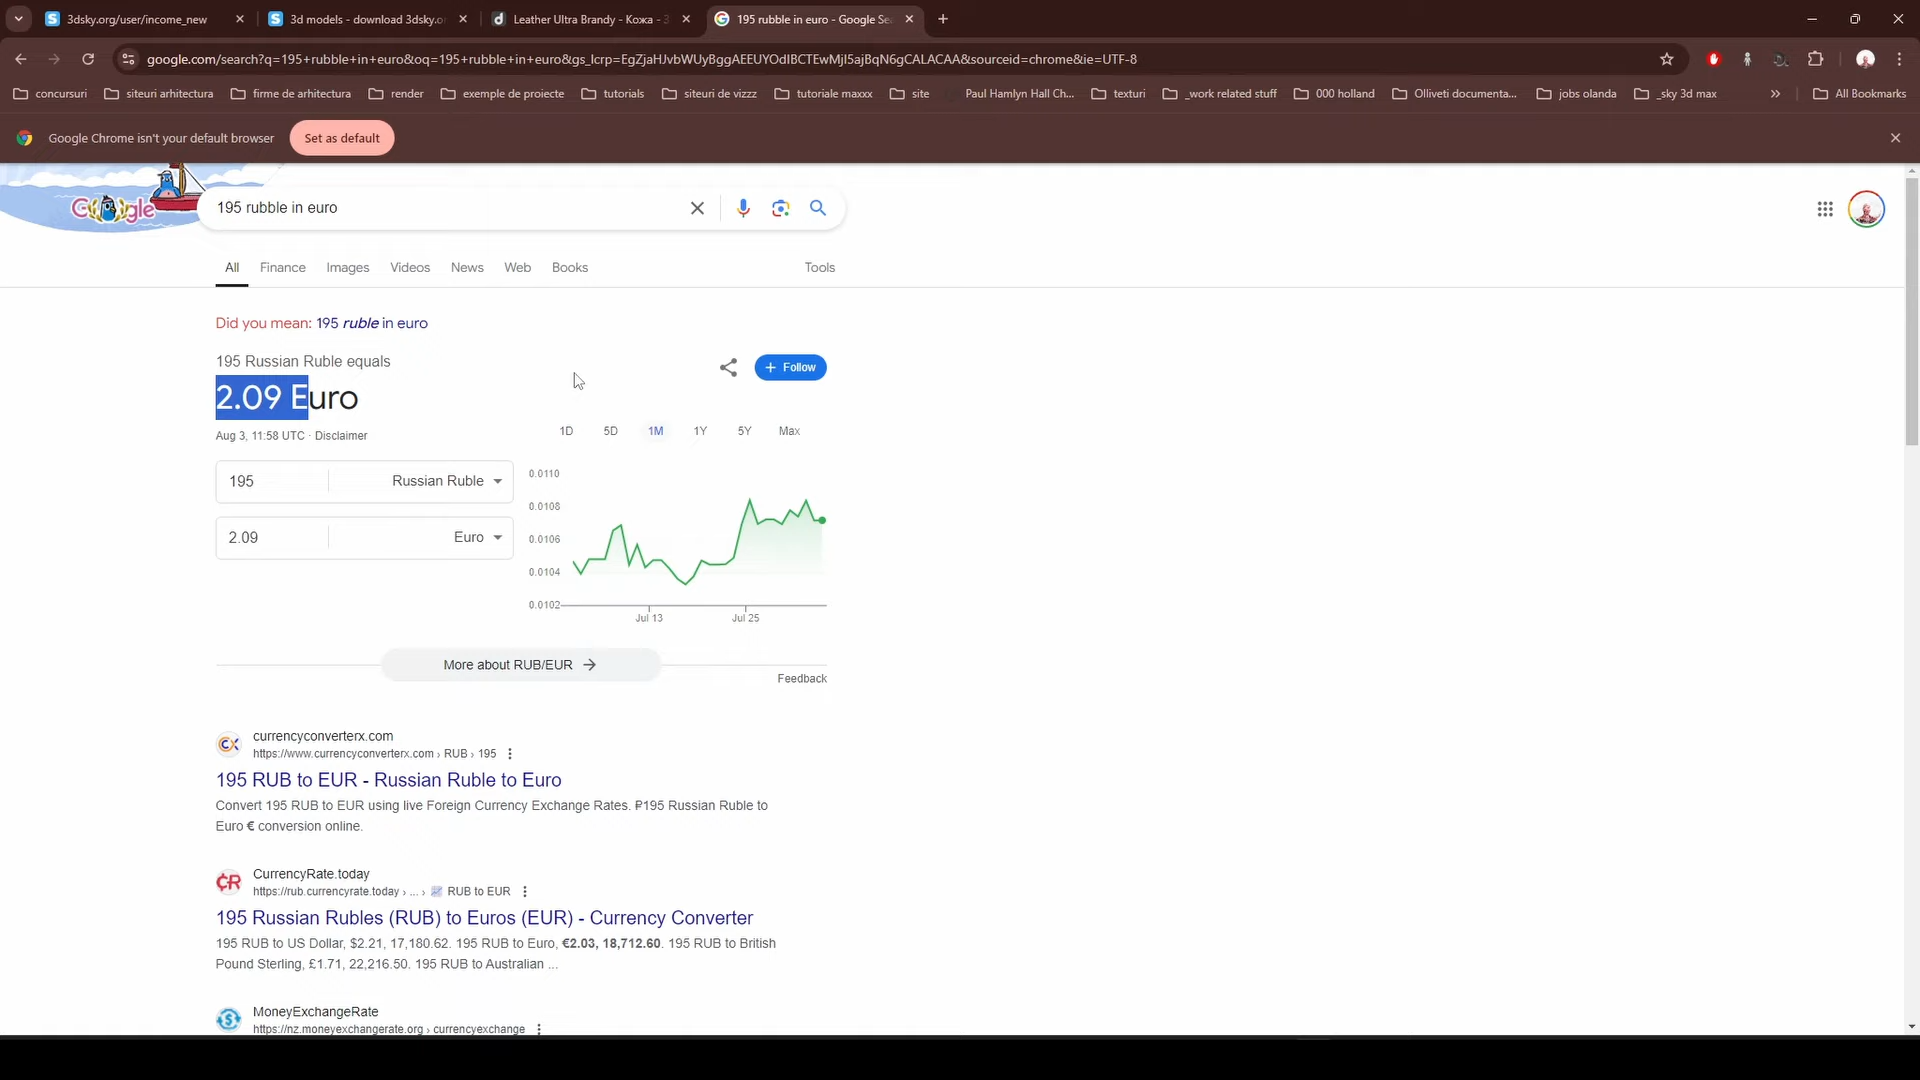 3dsky.org/user/income_new
3d models - download 3dsky.o
Leather Ultra Brandy - Кожа - 3
195 rubble in euro - Google Se
google.com/search?q=195+rubble+in+euro&oq=195+rubble+in+euro&gs_lcrp=EgZjaHJvbWUyBggAEEUYOdIBCTEwMjI5ajBqN6gCALACAA&sourceid=chrome&ie=UTF-8
concursuri
siteuri arhitectura
firme de arhitectura
render
exemple de proiecte
tutorials
siteuri de vizzz
tutoriale maxxx
site
Paul Hamlyn Hall Ch...
texturi
_work related stuff
000 holland
Olliveti documenta...
jobs olanda
_sky 3d max
»
All Bookmarks
Google Chrome isn't your default browser
Set as default
Google
195 rubble in euro
All
Finance
Images
Videos
News
Web
Books
Tools
Did you mean: 195 ruble in euro
195 Russian Ruble equals
2.09 Euro
Aug 3, 11:58 UTC · Disclaimer
+ Follow
1D
5D
1M
1Y
5Y
Max
195
Russian Ruble
2.09
Euro
0.0110
0.0108
0.0106
0.0104
0.0102
Jul 13
Jul 25
More about RUB/EUR
Feedback
currencyconverterx.com
https://www.currencyconverterx.com › RUB › 195
195 RUB to EUR - Russian Ruble to Euro
Convert 195 RUB to EUR using live Foreign Currency Exchange Rates. ₽195 Russian Ruble to
Euro € conversion online.
CurrencyRate.today
https://rub.currencyrate.today › ... › RUB to EUR
195 Russian Rubles (RUB) to Euros (EUR) - Currency Converter
195 RUB to US Dollar, $2.21, 17,180.62. 195 RUB to Euro, €2.03, 18,712.60. 195 RUB to British
Pound Sterling, £1.71, 22,216.50. 195 RUB to Australian ...
MoneyExchangeRate
https://nz.moneyexchangerate.org › currencyexchange